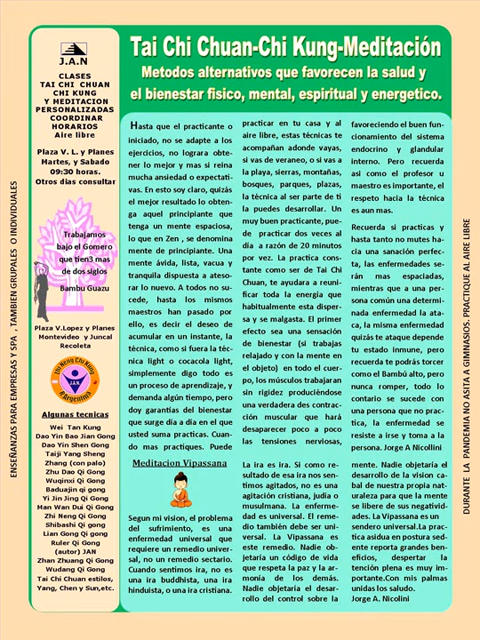 Tai Chi Chuan-Chi Kung-Meditación
Metodos alternativos que favorecen la salud y
el bienestar fisico, mental, espiritual y energetico.
J.A.N
CLASES
TAI CHI CHUAN
CHI KUNG
Y MEDITACION
PERSONALIZADAS
COORDINAR
HORARIOS
Aire libre
Plaza V. L. y Planes
Martes, y Sabado
09:30 horas.
Otros dias consultar
Trabajamos
bajo el Gomero
que tien3 mas
de dos siglos
Bambu Guazu
Plaza V.Lopez y Planes
Montevideo y Juncal
Recoleta
Zhi Neng Chi Kung
JAN
Argentina
Algunas tecnicas
Wei Tan Kung
Dao Yin Bao Jian Gong
Dao Yin Shen Gong
Taiji Yang Sheng
Zhang (con palo)
Zhu Dao Qi Gong
Wuqinxi Qi Gong
Baduajin qi gong
Yi Jin Jing Qi Gong
Man Wan Dui Qi Gong
Zhi Neng Qi Gong
Shibashi Qi gong
Lian Gong Qi gong
Ruler Qi Gong
(autor) JAN
Zhan Zhuang Qi Gong
Wudang Qi Gong
Tai Chi Chuan estilos,
Yang, Chen y Sun,etc.
ENSEÑANZAS PARA EMPRESAS Y SPA , TAMBIEN GRUPALES O INDIVIDUALES
Hasta que el practicante o
iniciado, no se adapte a los
ejercicios, no lograra obte-
ner lo mejor y mas si reina
mucha ansiedad o expectati-
vas. En esto soy claro, quizás
el mejor resultado lo obten-
ga aquel principiante que
tenga un mente espaciosa,
lo que en Zen , se denomina
mente de principiante. Una
mente ávida, lista, vacua y
tranquila dispuesta a ateso-
rar lo nuevo. A todos no su-
cede, hasta los mismos
maestros han pasado por
ello, es decir el deseo de
acumular en un instante, la
técnica, como si fuera la téc-
nica light o cocacola light,
simplemente digo todo es
un proceso de aprendizaje, y
demanda algún tiempo, pero
doy garantías del bienestar
que surge día a día en el que
usted suma practicas. Cuan-
do mas practiques. Puede
practicar en tu casa y al
aire libre, estas técnicas te
acompañan adonde vayas,
si vas de veraneo, o si vas a
la playa, sierras, montañas,
bosques, parques, plazas,
la técnica al ser parte de ti
la puedes desarrollar. Un
muy buen practicante, pue-
de practicar dos veces al
día a razón de 20 minutos
por vez. La practica cons-
tante como ser de Tai Chi
Chuan, te ayudara a reuni-
ficar toda la energía que
habitualmente esta disper-
sa y se malgasta. El primer
efecto sea una sensación
de bienestar (si trabajas
relajado y con la mente en
el objeto) en todo el cuer-
po, los músculos trabajaran
sin rigidez produciéndose
una verdadera des contrac-
ción muscular que hará
desaparecer poco a poco
las tensiones nerviosas,
favoreciendo el buen fun-
cionamiento del sistema
endocrino y glandular
interno. Pero recuerda
asi como el profesor u
maestro es importante, el
respeto hacia la técnica
es aun mas.
Recuerda si practicas y
hasta tanto no mutes hac-
ia una sanación perfec-
ta, las enfermedades se-
rán mas espaciadas,
mientras que a una per-
sona común una determi-
nada enfermedad la ata-
ca, la misma enfermedad
quizás te ataque depende
tu estado inmune, pero
recuerda te podrás torcer
como el Bambú alto, pero
nunca romper, todo lo
contario se sucede con
una persona que no prac-
tica, la enfermedad se
resiste a irse y toma a la
persona. Jorge A Nicollini
Meditacion Vipassana
Segun mi vision, el problema
del sufrimiento, es una
enfermedad universal que
requiere un remedio univer-
sal, no un remedio sectario.
Cuando sentimos ira, no es
una ira budhista, una ira
hinduista, o una ira cristiana.
La ira es ira. Si como resul-
tado de esa ira nos sen-
timos agitados, no es una
agitación cristiana, judia o
musulmana. La enferme-
dad es universal. El reme-
dio también debe ser uni-
versal. La Vipassana es
este remedio. Nadie obje-
taría un código de vida
que respeta la paz y la ar-
monía de los demás.
Nadie objetaría el desar-
rollo del control sobre la
mente. Nadie objetaría el
desarrollo de la vision ca-
bal de nuestra propia nat-
uraleza para que la mente
se libere de sus negativid-
ades. La Vipassana es un
sendero universal.La prac
tica asidua en postura sed-
ente reporta grandes ben-
eficios, despertar la
tención plena es muy im-
portante.Con mis palmas
unidas los saludo.
Jorge A. Nicolini
DURANTE LA PANDEMIA NO ASITA A GIMNASIOS. PRACTIQUE AL AIRE LIBRE